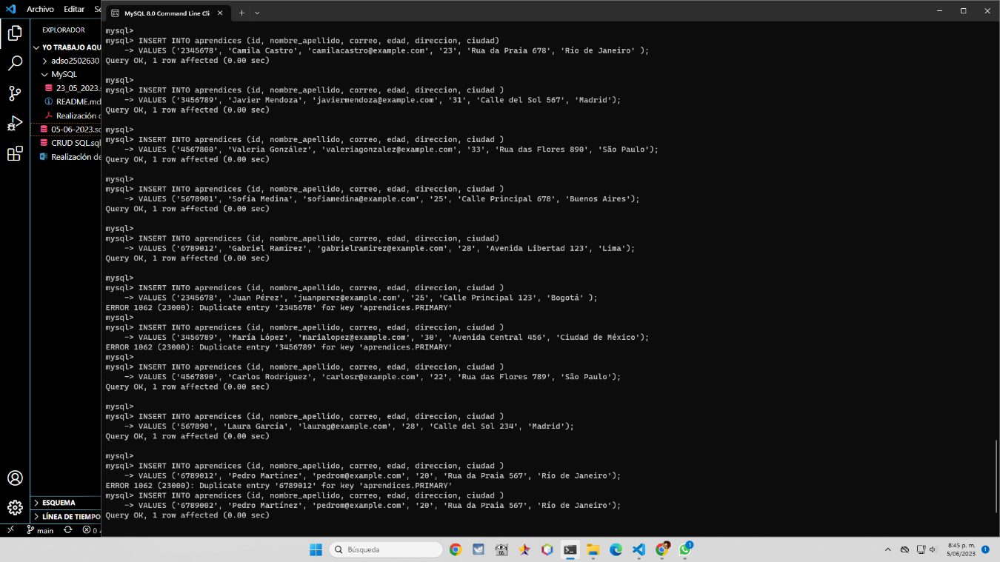 Archivo Editar Se
MySQL 8.0 Command Line Cli
EXPLORADOR
YO TRABAJO AQU
adso2502630
MySQL
23_05_2023.s
README.md
Realización d
05-06-2023.sq
CRUD SQL.sql
Realización de
ESQUEMA
LÍNEA DE TIEMPO
main
0
mysql>
mysql> INSERT INTO aprendices (id, nombre_apellido, correo, edad, direccion, ciudad)
-> VALUES ('2345678', 'Camila Castro', 'camilacastro@example.com', '23', 'Rua da Praia 678', 'Río de Janeiro' );
Query OK, 1 row affected (0.00 sec)
mysql>
mysql> INSERT INTO aprendices (id, nombre_apellido, correo, edad, direccion, ciudad )
-> VALUES ('3456789', 'Javier Mendoza', 'javiermendoza@example.com', '31', 'Calle del Sol 567', 'Madrid');
Query OK, 1 row affected (0.00 sec)
mysql>
mysql> INSERT INTO aprendices (id, nombre_apellido, correo, edad, direccion, ciudad )
-> VALUES ('4567800', 'Valeria González', 'valeriagonzalez@example.com', '33', 'Rua das Flores 890', 'São Paulo');
Query OK, 1 row affected (0.00 sec)
mysql>
mysql> INSERT INTO aprendices (id, nombre_apellido, correo, edad, direccion, ciudad )
-> VALUES ('5678901', 'Sofía Medina', 'sofiamedina@example.com', '25', 'Calle Principal 678', 'Buenos Aires');
Query OK, 1 row affected (0.00 sec)
mysql>
mysql> INSERT INTO aprendices (id, nombre_apellido, correo, edad, direccion, ciudad)
-> VALUES ('6789012', 'Gabriel Ramírez', 'gabrielramirez@example.com', '28', 'Avenida Libertad 123', 'Lima');
Query OK, 1 row affected (0.00 sec)
mysql>
mysql> INSERT INTO aprendices (id, nombre_apellido, correo, edad, direccion, ciudad )
-> VALUES ('2345678', 'Juan Pérez', 'juanperez@example.com', '25', 'Calle Principal 123', 'Bogotá' );
ERROR 1062 (23000): Duplicate entry '2345678' for key 'aprendices.PRIMARY'
mysql>
mysql> INSERT INTO aprendices (id, nombre_apellido, correo, edad, direccion, ciudad )
-> VALUES ('3456789', 'María López', 'marialopez@example.com', '30', 'Avenida Central 456', 'Ciudad de México');
ERROR 1062 (23000): Duplicate entry '3456789' for key 'aprendices.PRIMARY'
mysql>
mysql> INSERT INTO aprendices (id, nombre_apellido, correo, edad, direccion, ciudad )
-> VALUES ('4567890', 'Carlos Rodríguez', 'carlosr@example.com', '22', 'Rua das Flores 789', 'São Paulo');
Query OK, 1 row affected (0.00 sec)
mysql>
mysql> INSERT INTO aprendices (id, nombre_apellido, correo, edad, direccion, ciudad )
-> VALUES ('567890', 'Laura García', 'laurag@example.com', '28', 'Calle del Sol 234', 'Madrid');
Query OK, 1 row affected (0.00 sec)
mysql>
mysql> INSERT INTO aprendices (id, nombre_apellido, correo, edad, direccion, ciudad )
-> VALUES ('6789012', 'Pedro Martínez', 'pedrom@example.com', '20', 'Rua da Praia 567', 'Río de Janeiro');
ERROR 1062 (23000): Duplicate entry '6789012' for key 'aprendices.PRIMARY'
mysql> INSERT INTO aprendices (id, nombre_apellido, correo, edad, direccion, ciudad )
-> VALUES ('6789002', 'Pedro Martínez', 'pedrom@example.com', '20', 'Rua da Praia 567', 'Río de Janeiro');
Query OK, 1 row affected (0.00 sec)
Búsqueda
1
8:45 p. m.
5/06/2023
1